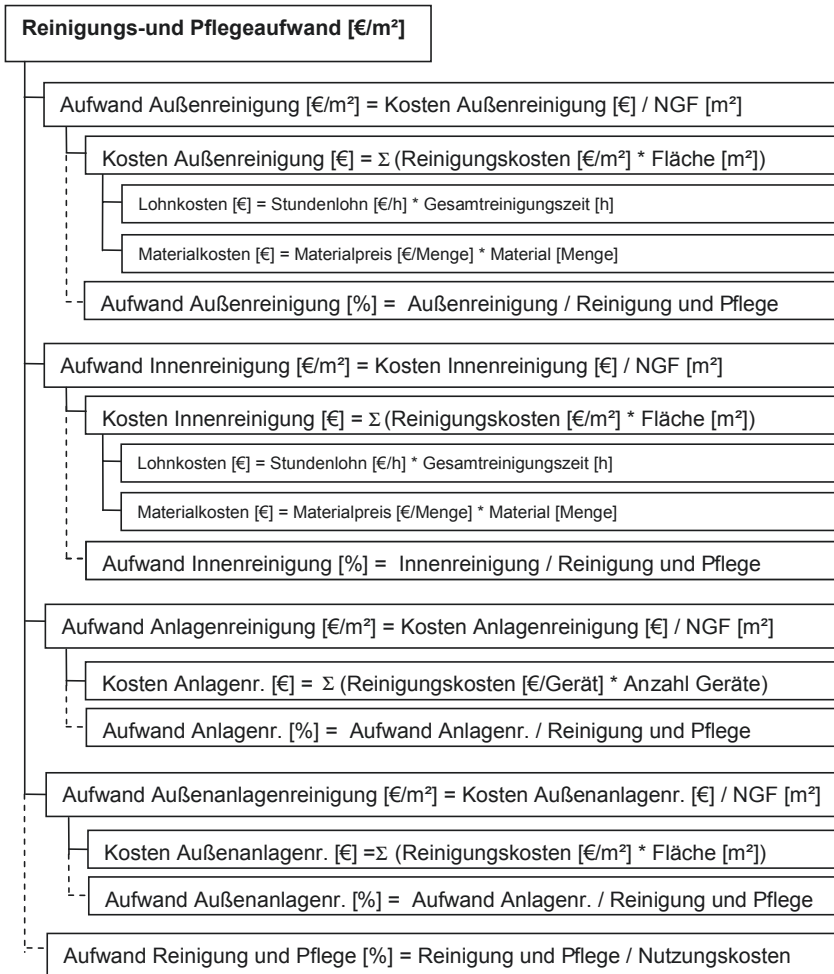 Reinigungs-und Pflegeaufwand [€/m²]
Aufwand Außenreinigung [€/m²] = Kosten Außenreinigung [€] / NGF [m²]
Kosten Außenreinigung [€] = Σ (Reinigungskosten [€/m²] * Fläche [m²])
Lohnkosten [€] = Stundenlohn [€/h] * Gesamtreinigungszeit [h]
Materialkosten [€] = Materialpreis [€/Menge] * Material [Menge]
Aufwand Außenreinigung [%] = Außenreinigung / Reinigung und Pflege
Aufwand Innenreinigung [€/m²] = Kosten Innenreinigung [€] / NGF [m²]
Kosten Innenreinigung [€] = Σ (Reinigungskosten [€/m²] * Fläche [m²])
Lohnkosten [€] = Stundenlohn [€/h] * Gesamtreinigungszeit [h]
Materialkosten [€] = Materialpreis [€/Menge] * Material [Menge]
Aufwand Innenreinigung [%] = Innenreinigung / Reinigung und Pflege
Aufwand Anlagenreinigung [€/m²] = Kosten Anlagenreinigung [€] / NGF [m²]
Kosten Anlagenr. [€] = Σ (Reinigungskosten [€/Gerät] * Anzahl Geräte)
Aufwand Anlagenr. [%] = Aufwand Anlagenr. / Reinigung und Pflege
Aufwand Außenanlagenreinigung [€/m²] = Kosten Außenanlagenr. [€] / NGF [m²]
Kosten Außenanlagenr. [€] =Σ (Reinigungskosten [€/m²] * Fläche [m²])
Aufwand Außenanlagenr. [%] = Aufwand Anlagenr. / Reinigung und Pflege
Aufwand Reinigung und Pflege [%] = Reinigung und Pflege / Nutzungskosten